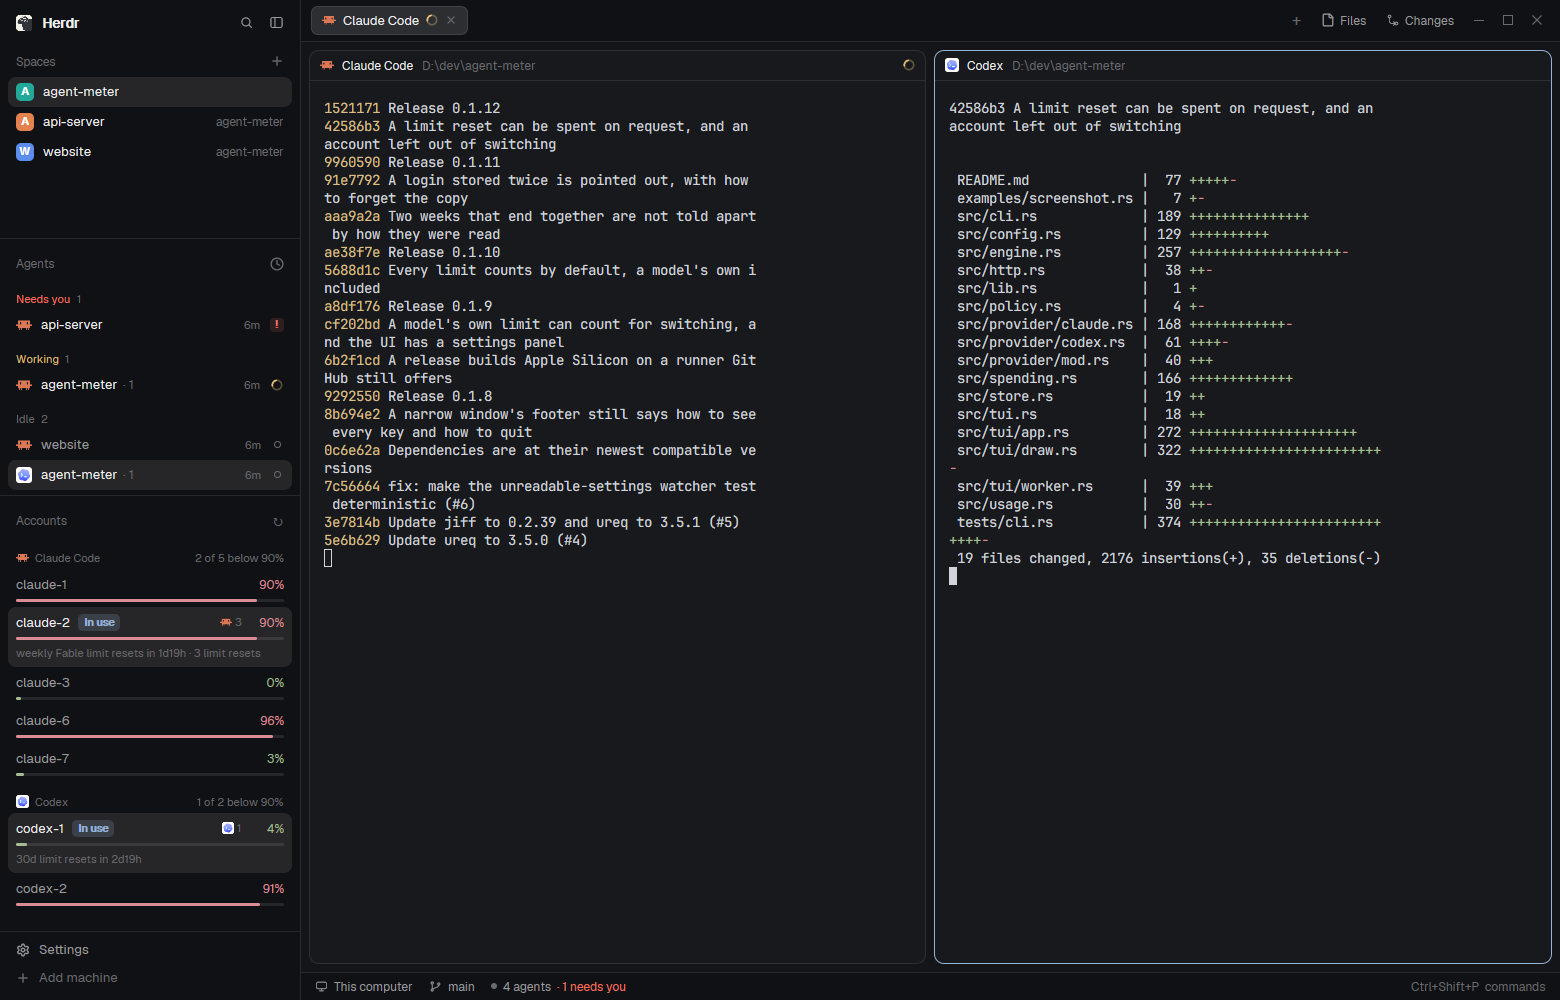 Herdr
Spaces
A agent-meter
A api-server agent-meter
W website agent-meter
Agents
Needs you 1
api-server 6m !
Working 1
agent-meter · 1 6m
Idle 2
website 6m
agent-meter · 1 6m
Accounts
Claude Code 2 of 5 below 90%
claude-1 90%
claude-2 In use 3 90%
weekly Fable limit resets in 1d19h · 3 limit resets
claude-3 0%
claude-6 96%
claude-7 3%
Codex 1 of 2 below 90%
codex-1 In use 1 4%
30d limit resets in 2d19h
codex-2 91%
Settings
+ Add machine
Claude Code
+ Files Changes
Claude Code D:\dev\agent-meter
1521171 Release 0.1.12
42586b3 A limit reset can be spent on request, and an
account left out of switching
9960590 Release 0.1.11
91e7792 A login stored twice is pointed out, with how
to forget the copy
aaa9a2a Two weeks that end together are not told apart
by how they were read
ae38f7e Release 0.1.10
5688d1c Every limit counts by default, a model's own i
ncluded
a8df176 Release 0.1.9
cf202bd A model's own limit can count for switching, a
nd the UI has a settings panel
6b2f1cd A release builds Apple Silicon on a runner Git
Hub still offers
9292550 Release 0.1.8
8b694e2 A narrow window's footer still says how to see
every key and how to quit
0c6e62a Dependencies are at their newest compatible ve
rsions
7c56664 fix: make the unreadable-settings watcher test
deterministic (#6)
3e7814b Update jiff to 0.2.39 and ureq to 3.5.1 (#5)
5e6b629 Update ureq to 3.5.0 (#4)
Codex D:\dev\agent-meter
42586b3 A limit reset can be spent on request, and an
account left out of switching
README.md | 77 +++++-
examples/screenshot.rs | 7 +-
src/cli.rs | 189 +++++++++++++++
src/config.rs | 129 ++++++++++
src/engine.rs | 257 +++++++++++++++++++-
src/http.rs | 38 ++-
src/lib.rs | 1 +
src/policy.rs | 4 +-
src/provider/claude.rs | 168 ++++++++++++-
src/provider/codex.rs | 61 ++++-
src/provider/mod.rs | 40 +++
src/spending.rs | 166 +++++++++++++
src/store.rs | 19 ++
src/tui.rs | 18 ++
src/tui/app.rs | 272 +++++++++++++++++++++
src/tui/draw.rs | 322 ++++++++++++++++++++++++
-
src/tui/worker.rs | 39 +++
src/usage.rs | 30 ++-
tests/cli.rs | 374 ++++++++++++++++++++++++
++++-
19 files changed, 2176 insertions(+), 35 deletions(-)
This computer main 4 agents · 1 needs you
Ctrl+Shift+P commands